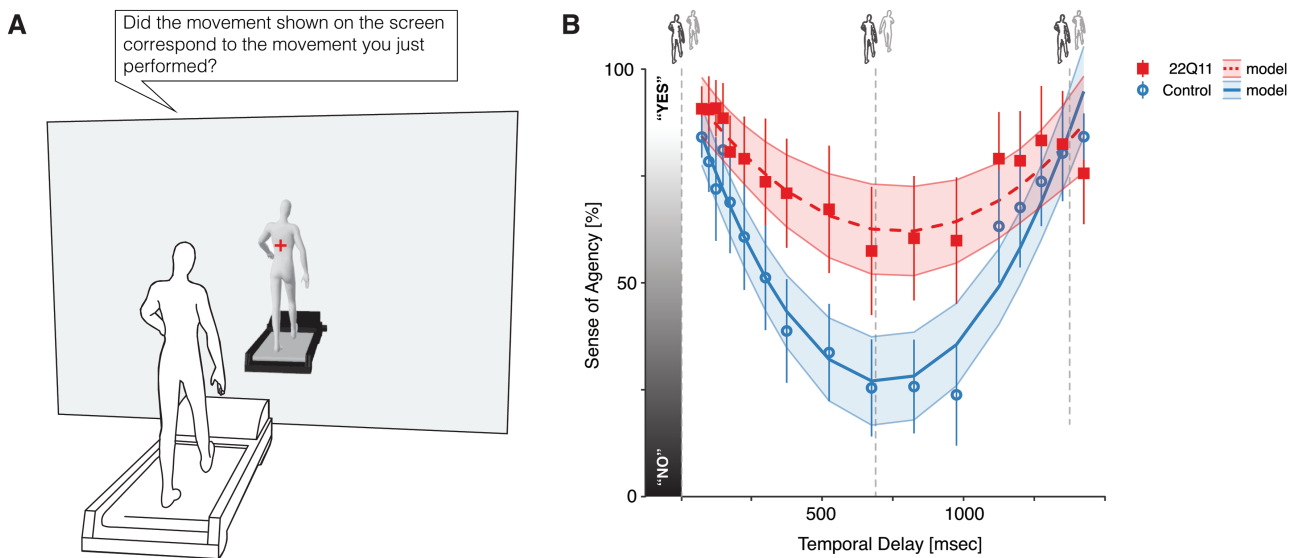 A
Did the movement shown on the screen
correspond to the movement you just
performed?
B
22Q11 model
Control model
100
50
0
"YES"
"NO"
Sense of Agency [%]
500 1000
Temporal Delay [msec]